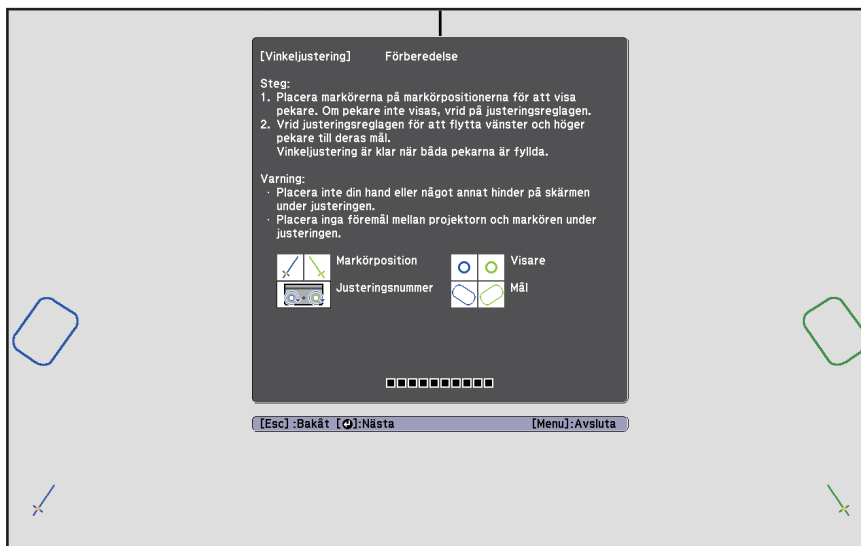 [Vinkeljustering] Förberedelse
Steg:
1. Placera markörerna på markörpositionerna för att visa
pekare. Om pekare inte visas, vrid på justeringsreglagen.
2. Vrid justeringsreglagen för att flytta vänster och höger
pekare till deras mål.
Vinkeljustering är klar när båda pekarna är fyllda.
Varning:
· Placera inte din hand eller något annat hinder på skärmen
under justeringen.
· Placera inga föremål mellan projektorn och markören under
justeringen.
Markörposition Visare
Justeringsnummer Mål
[Esc] :Bakåt [⏎]:Nästa [Menu]:Avsluta